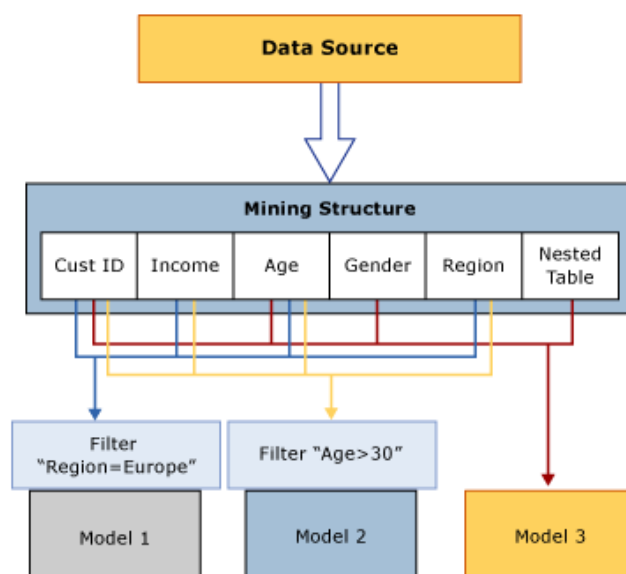 Data Source
Mining Structure
Cust ID
Income
Age
Gender
Region
Nested
Table
Filter
“Region=Europe”
Filter “Age>30”
Model 1
Model 2
Model 3